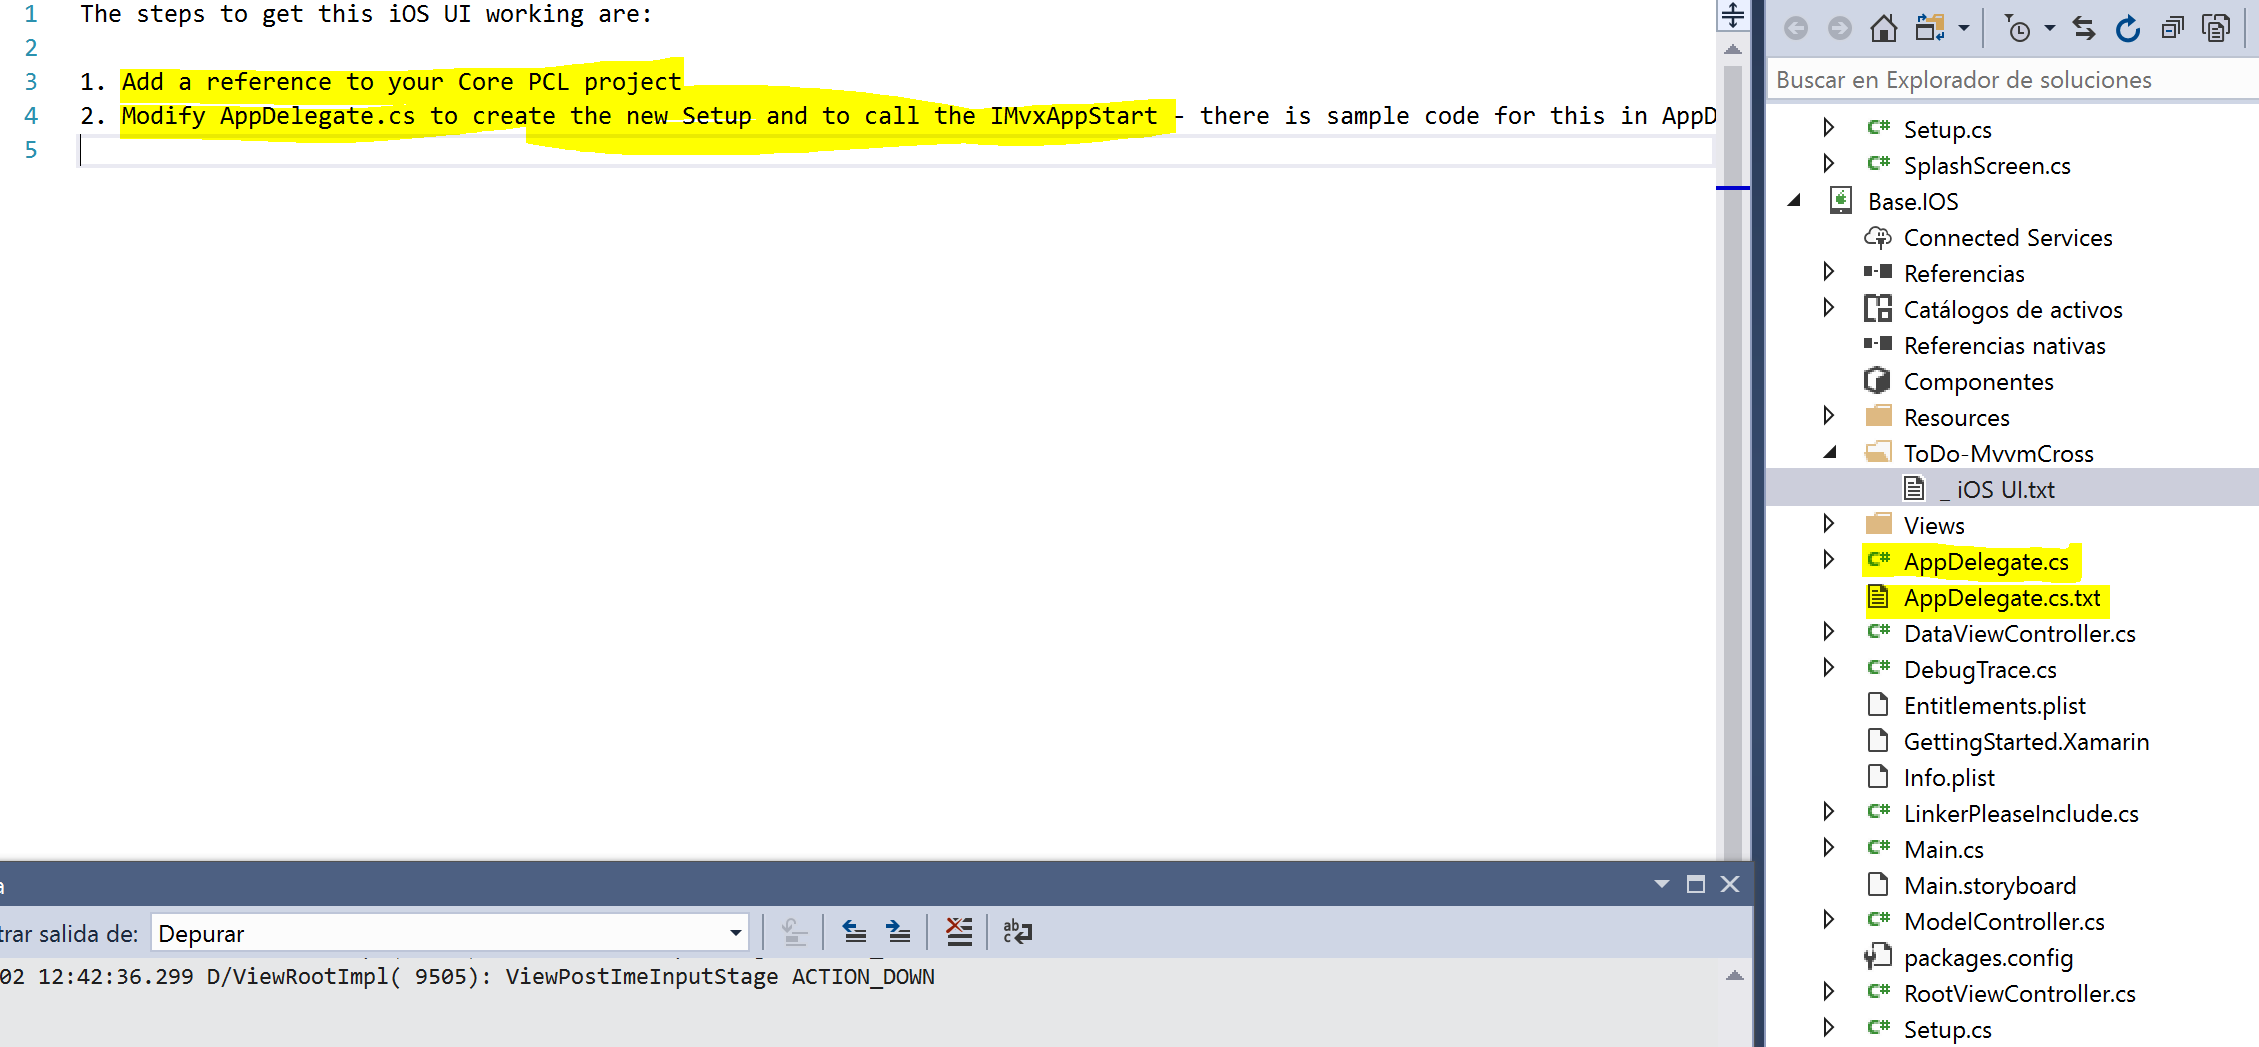 1 The steps to get this iOS UI working are:
2
3 1. Add a reference to your Core PCL project
4 2. Modify AppDelegate.cs to create the new Setup and to call the IMvxAppStart - there is sample code for this in AppD
5
Buscar en Explorador de soluciones
C# Setup.cs
C# SplashScreen.cs
Base.IOS
Connected Services
Referencias
Catálogos de activos
Referencias nativas
Componentes
Resources
ToDo-MvvmCross
_ iOS UI.txt
Views
C# AppDelegate.cs
AppDelegate.cs.txt
C# DataViewController.cs
C# DebugTrace.cs
Entitlements.plist
GettingStarted.Xamarin
Info.plist
C# LinkerPleaseInclude.cs
C# Main.cs
Main.storyboard
C# ModelController.cs
packages.config
C# RootViewController.cs
C# Setup.cs
a
trar salida de: Depurar
02 12:42:36.299 D/ViewRootImpl( 9505): ViewPostImeInputStage ACTION_DOWN